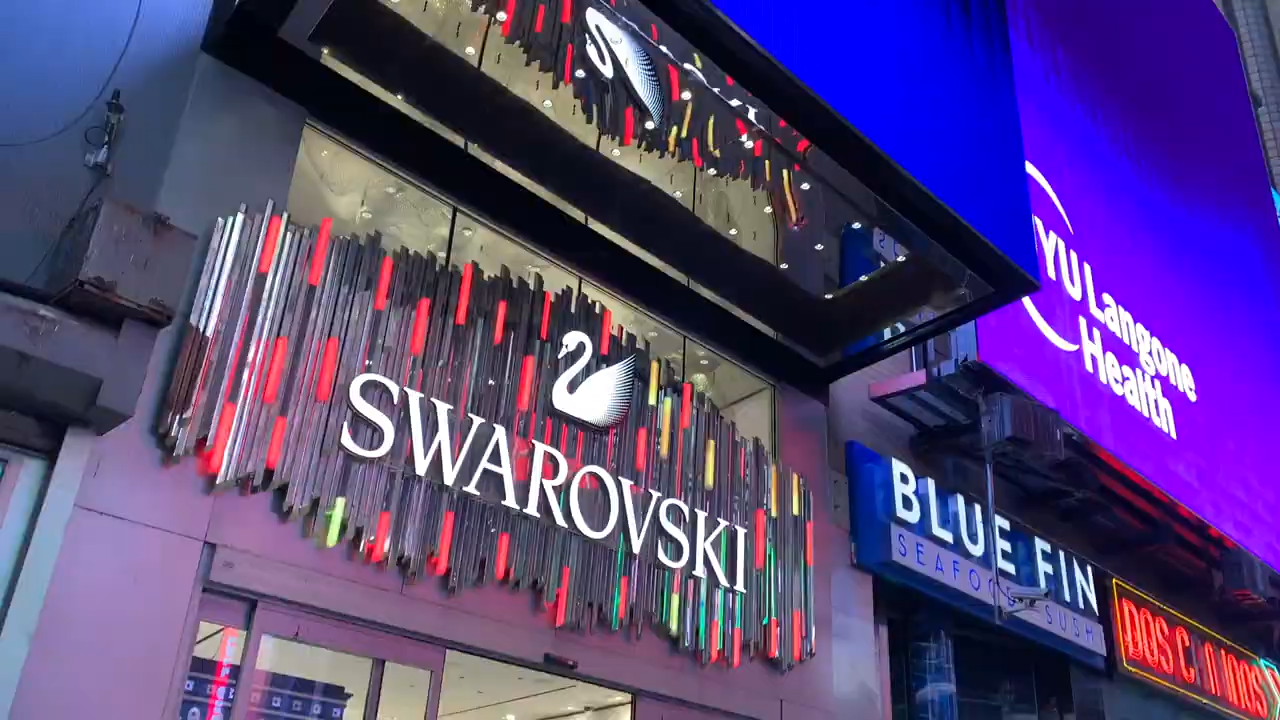 SWAROVSKI
YU Langone
Health
BLUE FIN
SEAFOOD SUSHI
DOS CAMINOS